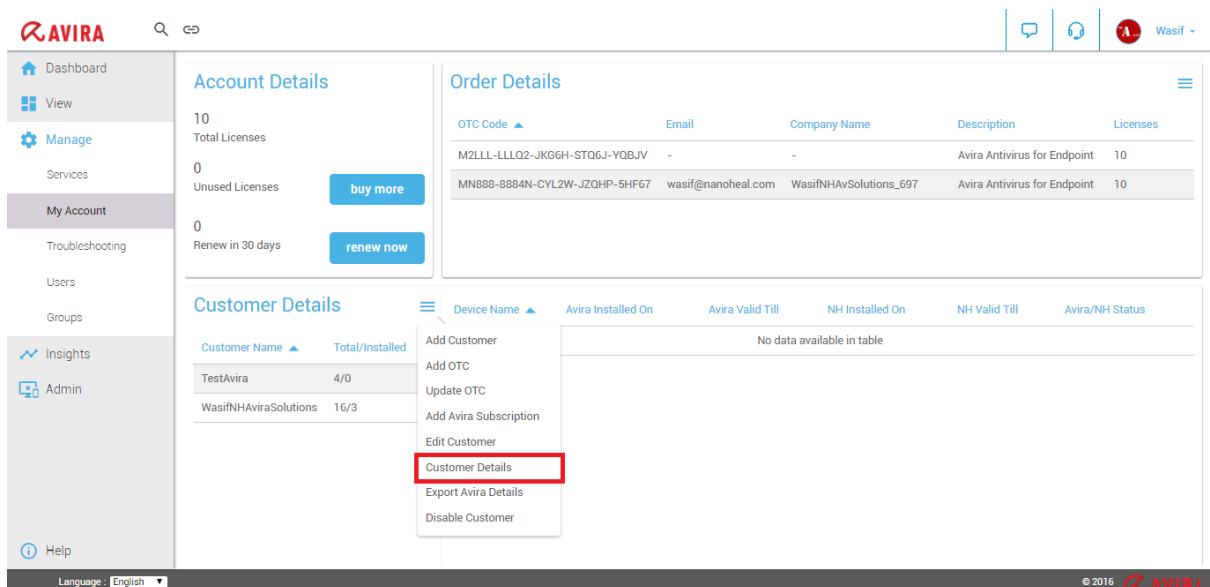 AVIRA
Wasif
Dashboard
View
Manage
Services
My Account
Troubleshooting
Users
Groups
Insights
Admin
Help
Account Details
10
Total Licenses
0
Unused Licenses
buy more
0
Renew in 30 days
renew now
Order Details
OTC Code Email Company Name Description Licenses
M2LLL-LLLQ2-JKG6H-STQ6J-YQBJV - - Avira Antivirus for Endpoint 10
MN888-8884N-CYL2W-JZQHP-5HF67 wasif@nanoheal.com WasifNHAvSolutions_697 Avira Antivirus for Endpoint 10
Customer Details
Customer Name Total/Installed
TestAvira 4/0
WasifNHAviraSolutions 16/3
Add Customer
Add OTC
Update OTC
Add Avira Subscription
Edit Customer
Customer Details
Export Avira Details
Disable Customer
Device Name Avira Installed On Avira Valid Till NH Installed On NH Valid Till Avira/NH Status
No data available in table
Language : English
© 2016 AVIRA